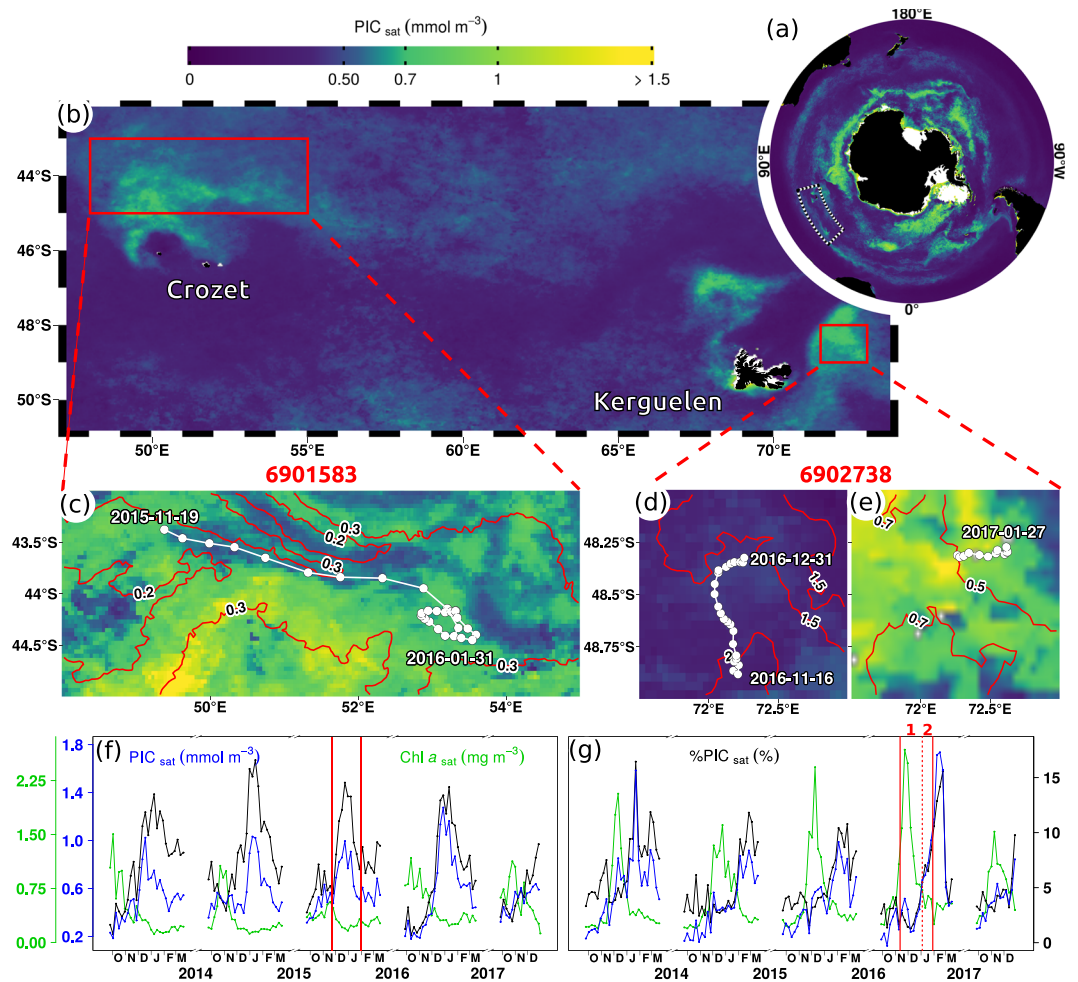 PIC sat (mmol m⁻³)
0 0.50 0.7 1 > 1.5
(a)
180°E
90°E
90°W
0°
(b)
44°S
46°S
48°S
50°S
Crozet
Kerguelen
50°E 55°E 60°E 65°E 70°E
6901583
6902738
(c)
2015-11-19
2016-01-31
0.3
0.2
0.3
0.2
0.3
0.3
43.5°S
44.0°S
44.5°S
50°E 52°E 54°E
(d)
2016-12-31
2016-11-16
1.5
1.5
2
48.25°S
48.5°S
48.75°S
72°E 72.5°E
(e)
2017-01-27
0.7
0.5
0.7
72°E 72.5°E
(f)
PIC sat (mmol m⁻³)
Chl a sat (mg m⁻³)
2.25
1.50
0.75
0.00
1.8
1.4
1.0
0.6
0.2
O N D J F M O N D J F M O N D J F M O N D J F M O N D
2014 2015 2016 2017
(g)
%PIC sat (%)
1 2
15
10
5
0
O N D J F M O N D J F M O N D J F M O N D J F M O N D
2014 2015 2016 2017